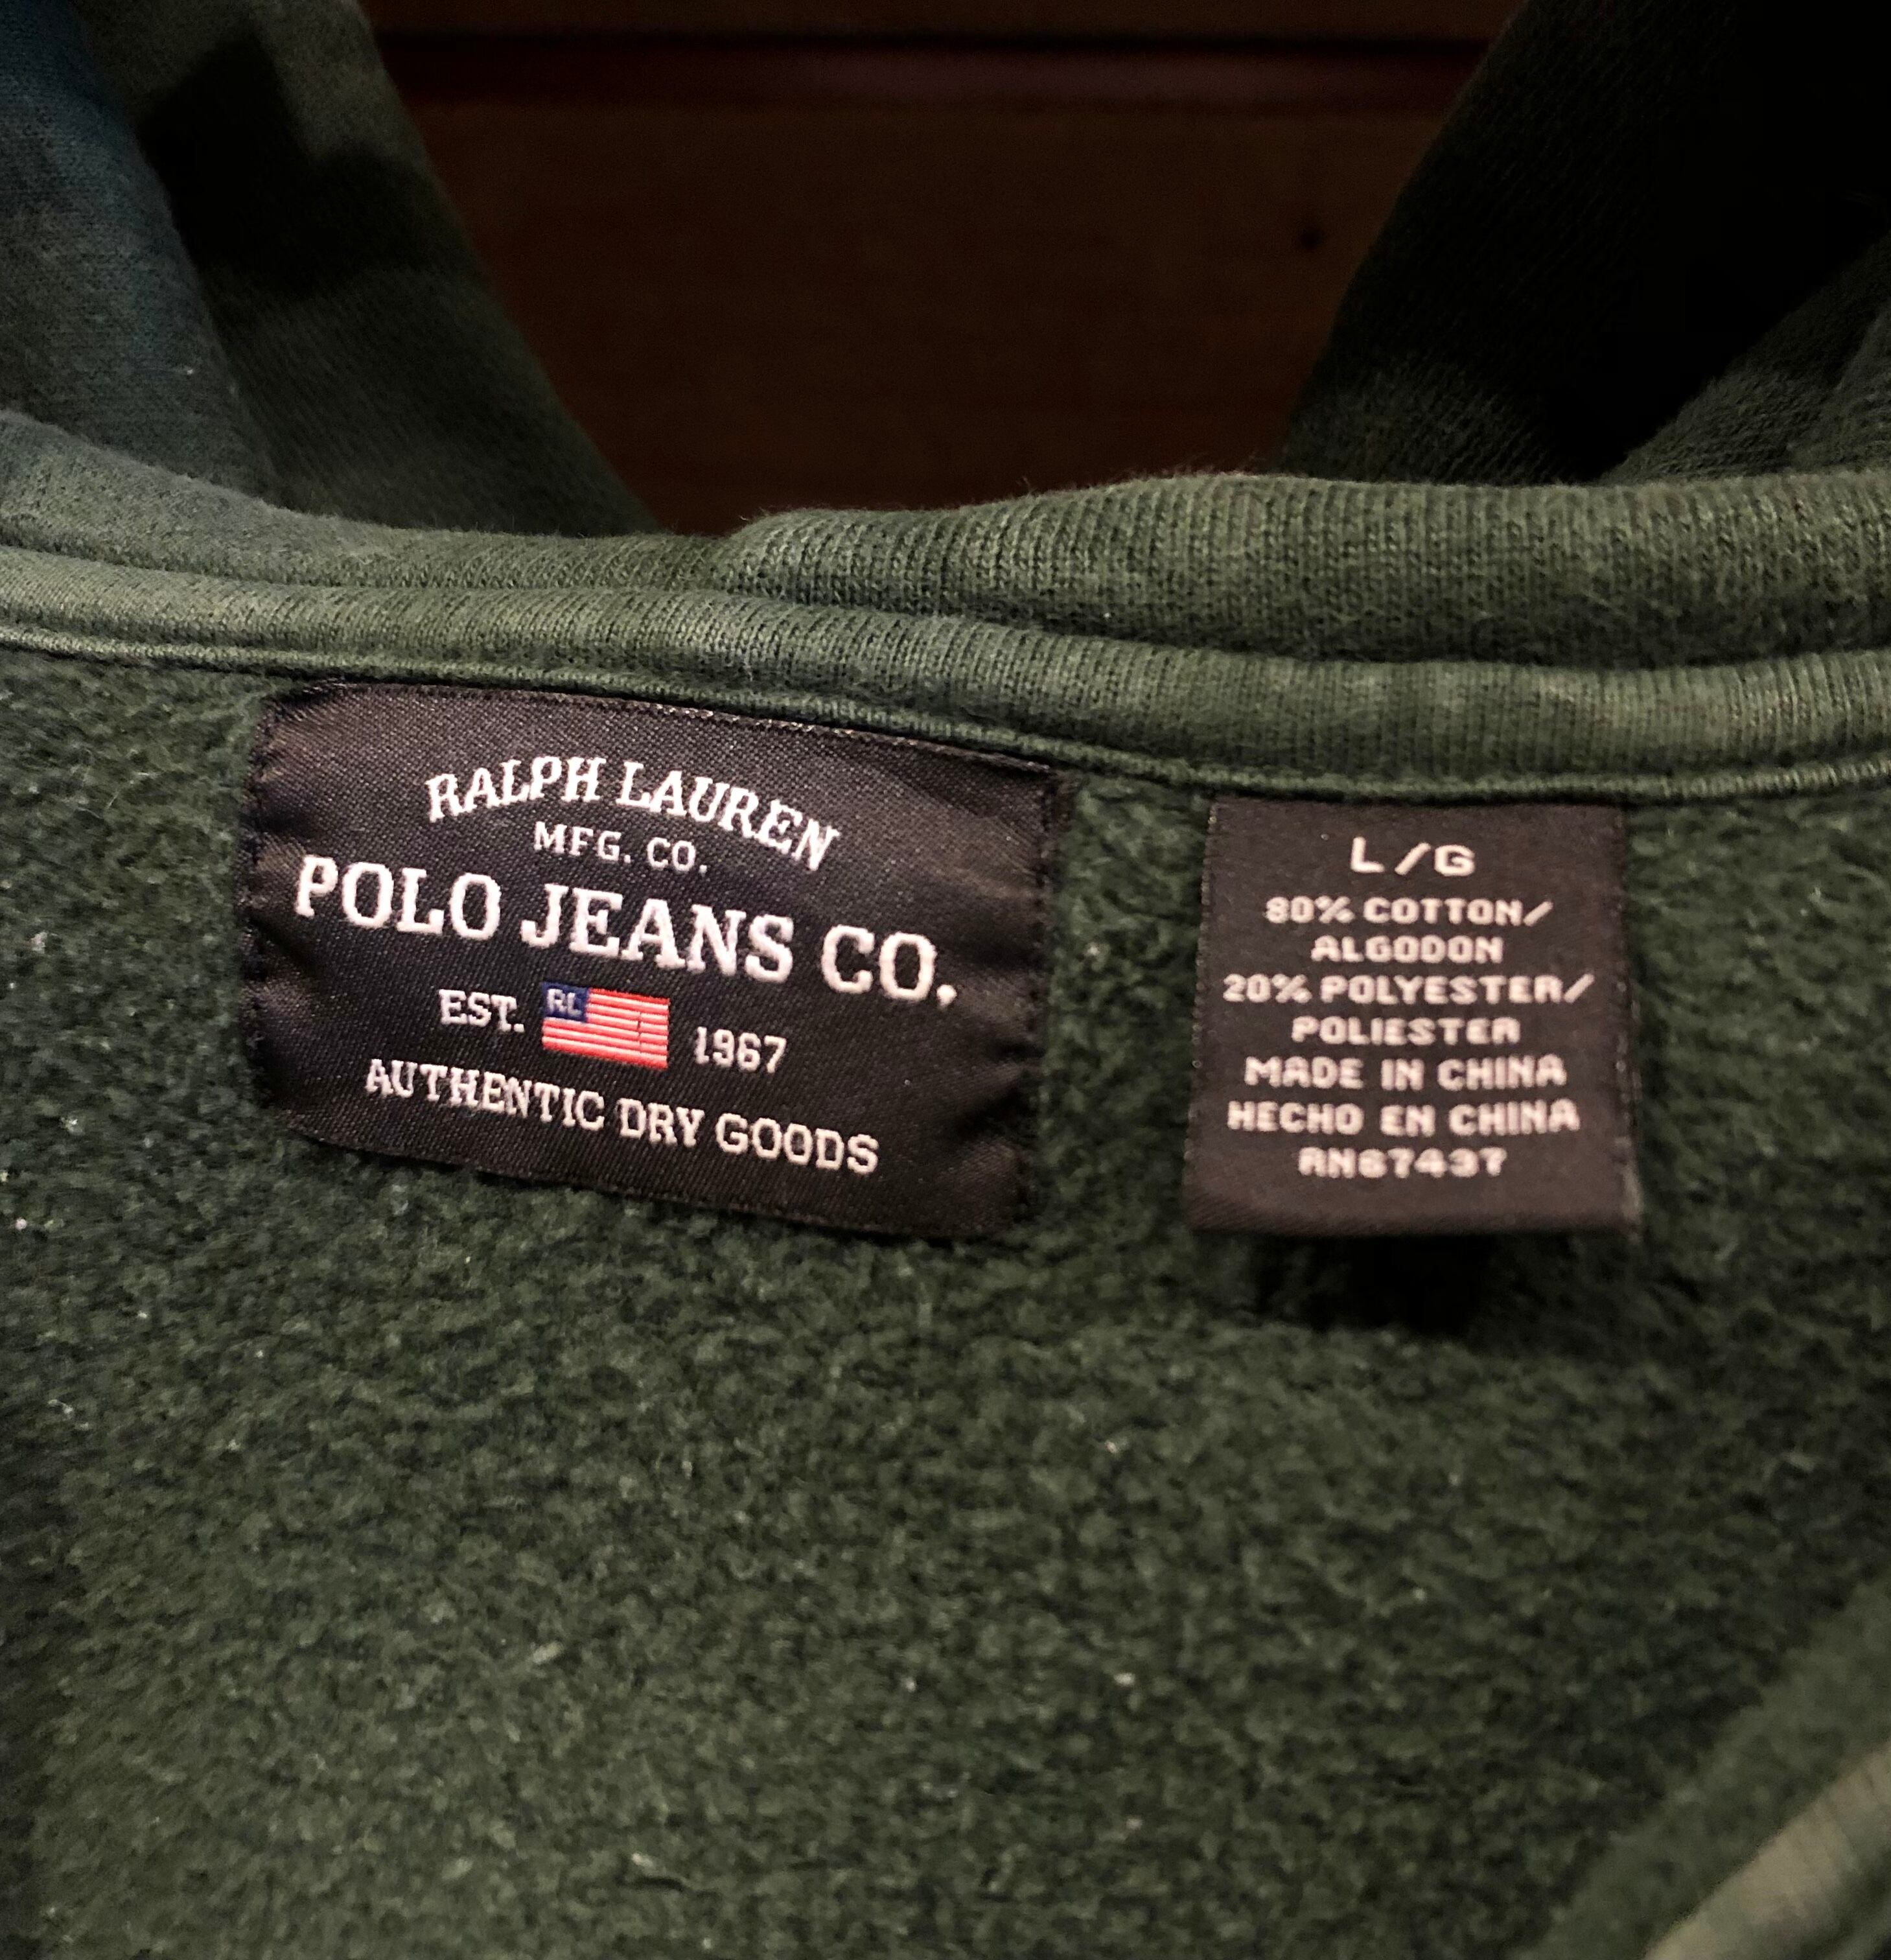 RALPH LAUREN
MFG. CO.
POLO JEANS CO.
EST. RL 1967
AUTHENTIC DRY GOODS
L/G
80% COTTON/
ALGODON
20% POLYESTER/
POLIESTER
MADE IN CHINA
HECHO EN CHINA
RN67437